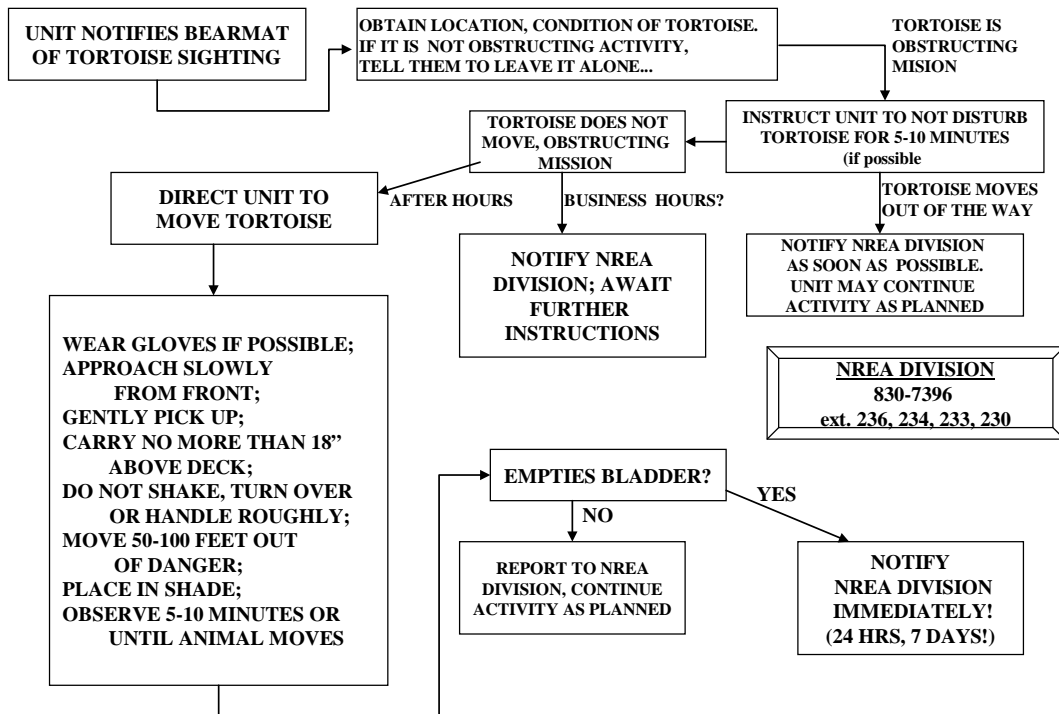 UNIT NOTIFIES BEARMAT
OF TORTOISE SIGHTING
OBTAIN LOCATION, CONDITION OF TORTOISE.
IF IT IS NOT OBSTRUCTING ACTIVITY,
TELL THEM TO LEAVE IT ALONE...
TORTOISE IS
OBSTRUCTING
MISION
INSTRUCT UNIT TO NOT DISTURB
TORTOISE FOR 5-10 MINUTES
(if possible
TORTOISE DOES NOT
MOVE, OBSTRUCTING
MISSION
DIRECT UNIT TO
MOVE TORTOISE
AFTER HOURS
BUSINESS HOURS?
TORTOISE MOVES
OUT OF THE WAY
NOTIFY NREA
DIVISION; AWAIT
FURTHER
INSTRUCTIONS
NOTIFY NREA DIVISION
AS SOON AS POSSIBLE.
UNIT MAY CONTINUE
ACTIVITY AS PLANNED
WEAR GLOVES IF POSSIBLE;
APPROACH SLOWLY
FROM FRONT;
GENTLY PICK UP;
CARRY NO MORE THAN 18”
ABOVE DECK;
DO NOT SHAKE, TURN OVER
OR HANDLE ROUGHLY;
MOVE 50-100 FEET OUT
OF DANGER;
PLACE IN SHADE;
OBSERVE 5-10 MINUTES OR
UNTIL ANIMAL MOVES
NREA DIVISION
830-7396
ext. 236, 234, 233, 230
EMPTIES BLADDER?
NO
YES
REPORT TO NREA
DIVISION, CONTINUE
ACTIVITY AS PLANNED
NOTIFY
NREA DIVISION
IMMEDIATELY!
(24 HRS, 7 DAYS!)